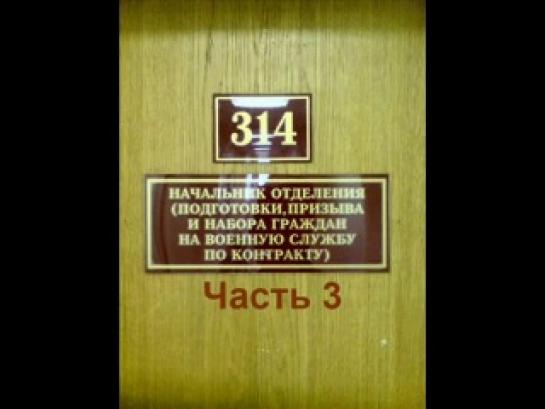 314
НАЧАЛЬНИК ОТДЕЛЕНИЯ
(ПОДГОТОВКИ, ПРИЗЫВА
И НАБОРА ГРАЖДАН
НА ВОЕННУЮ СЛУЖБУ
ПО КОНТРАКТУ)
Часть 3